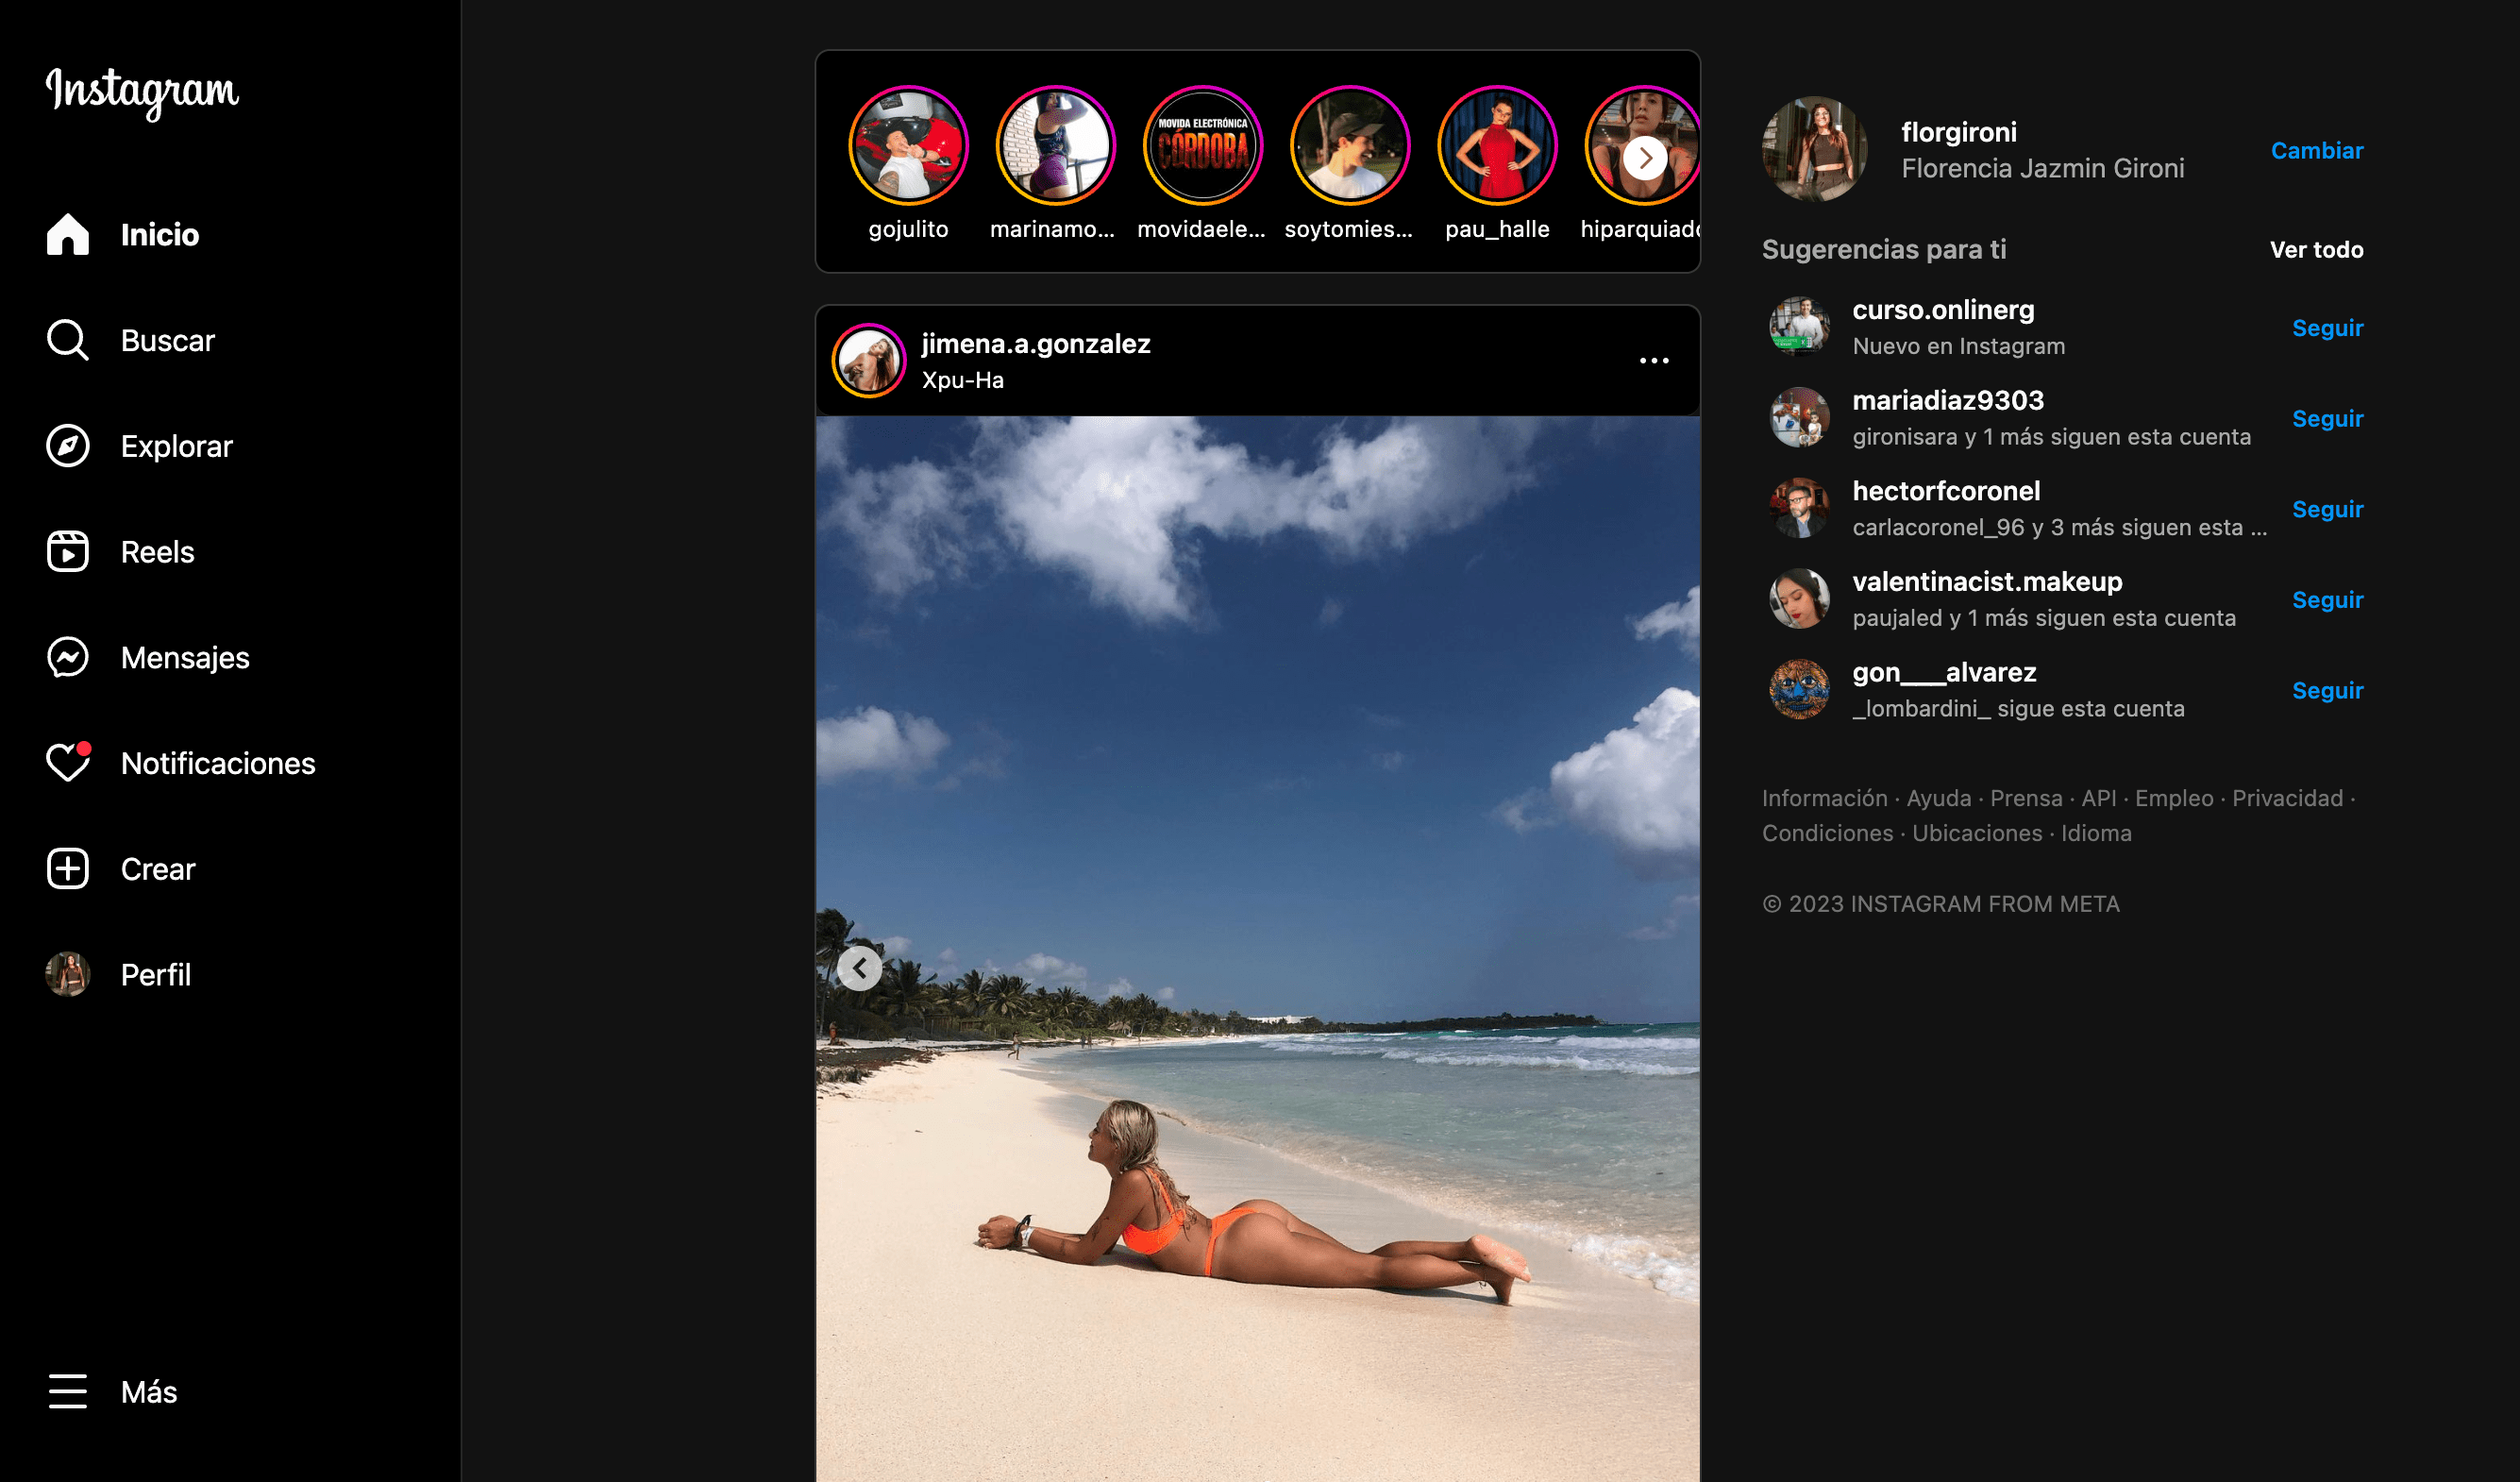 Instagram
Inicio
Buscar
Explorar
Reels
Mensajes
Notificaciones
Crear
Perfil
Más
MOVIDA ELECTRÓNICA
CÓRDOBA
gojulito
marinamo...
movidaele...
soytomies...
pau_halle
hiparquiado
jimena.a.gonzalez
Xpu-Ha
florgironi
Florencia Jazmin Gironi
Cambiar
Sugerencias para ti
Ver todo
curso.onlinerg
Nuevo en Instagram
Seguir
mariadiaz9303
gironisara y 1 más siguen esta cuenta
Seguir
hectorfcoronel
carlacoronel_96 y 3 más siguen esta ...
Seguir
valentinacist.makeup
paujaled y 1 más siguen esta cuenta
Seguir
gon___alvarez
_lombardini_ sigue esta cuenta
Seguir
Información · Ayuda · Prensa · API · Empleo · Privacidad ·
Condiciones · Ubicaciones · Idioma
© 2023 INSTAGRAM FROM META